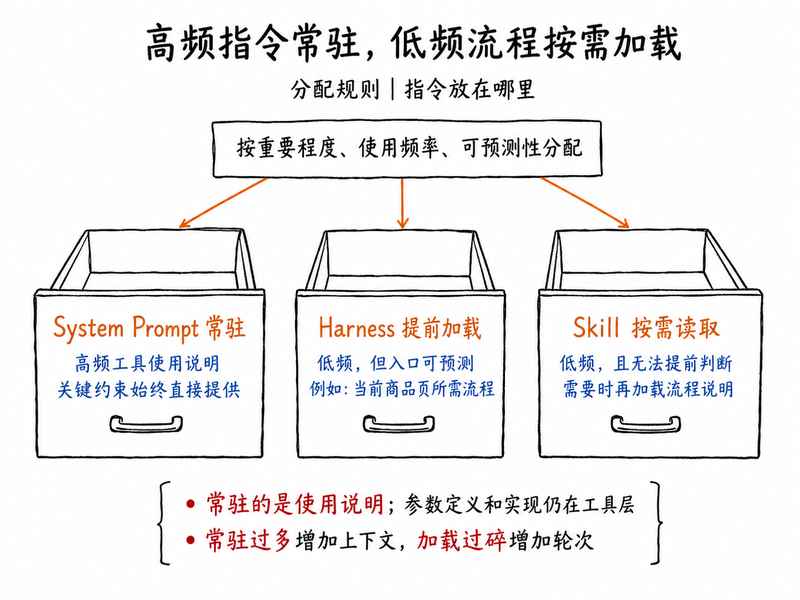 高频指令常驻，低频流程按需加载
分配规则 | 指令放在哪里
按重要程度、使用频率、可预测性分配
System Prompt 常驻
高频工具使用说明
关键约束始终直接提供
Harness 提前加载
低频，但入口可预测
例如：当前商品页所需流程
Skill 按需读取
低频，且无法提前判断
需要时再加载流程说明
• 常驻的是使用说明；参数定义和实现仍在工具层
• 常驻过多增加上下文，加载过碎增加轮次